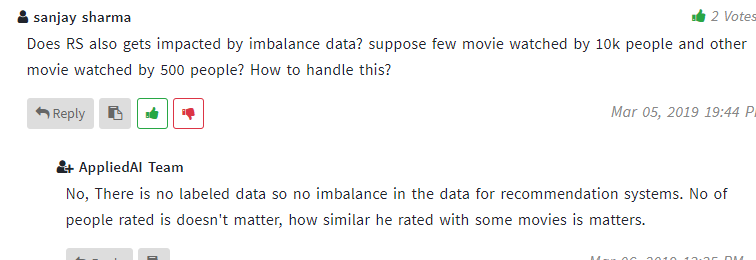 sanjay sharma
2 Votes
Does RS also gets impacted by imbalance data? suppose few movie watched by 10k people and other
movie watched by 500 people? How to handle this?
Reply
Mar 05, 2019 19:44
AppliedAI Team
No, There is no labeled data so no imbalance in the data for recommendation systems. No of
people rated is doesn't matter, how similar he rated with some movies is matters.